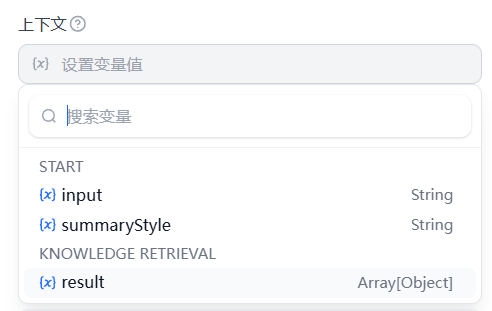 上下文
{x} 设置变量值
搜索变量
START
{x} input String
{x} summaryStyle String
KNOWLEDGE RETRIEVAL
{x} result Array[Object]